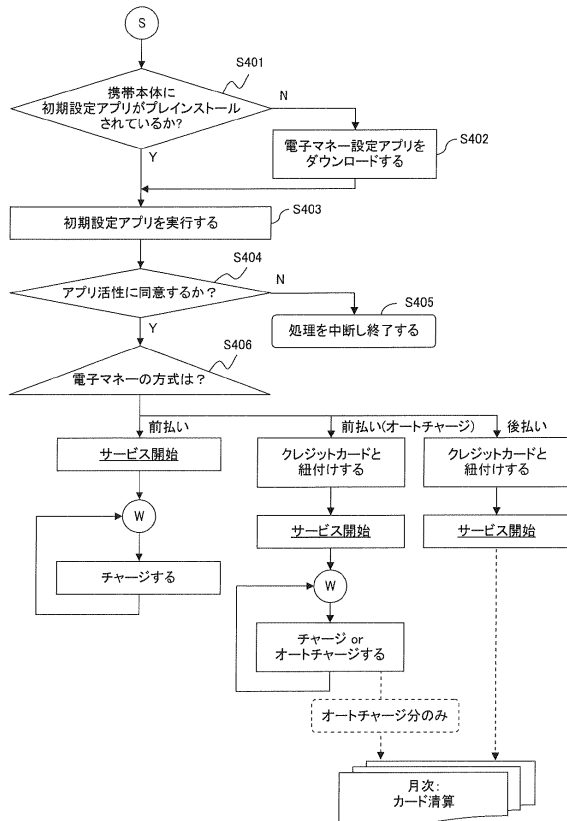 S
S401
携帯本体に
初期設定アプリがプレインストール
されているか?
N
Y
S402
電子マネー設定アプリを
ダウンロードする
S403
初期設定アプリを実行する
S404
アプリ活性に同意するか?
N
Y
S405
処理を中断し終了する
S406
電子マネーの方式は?
前払い
前払い(オートチャージ)
後払い
サービス開始
クレジットカードと
紐付けする
クレジットカードと
紐付けする
W
サービス開始
サービス開始
チャージする
W
チャージ or
オートチャージする
オートチャージ分のみ
月次:
カード清算